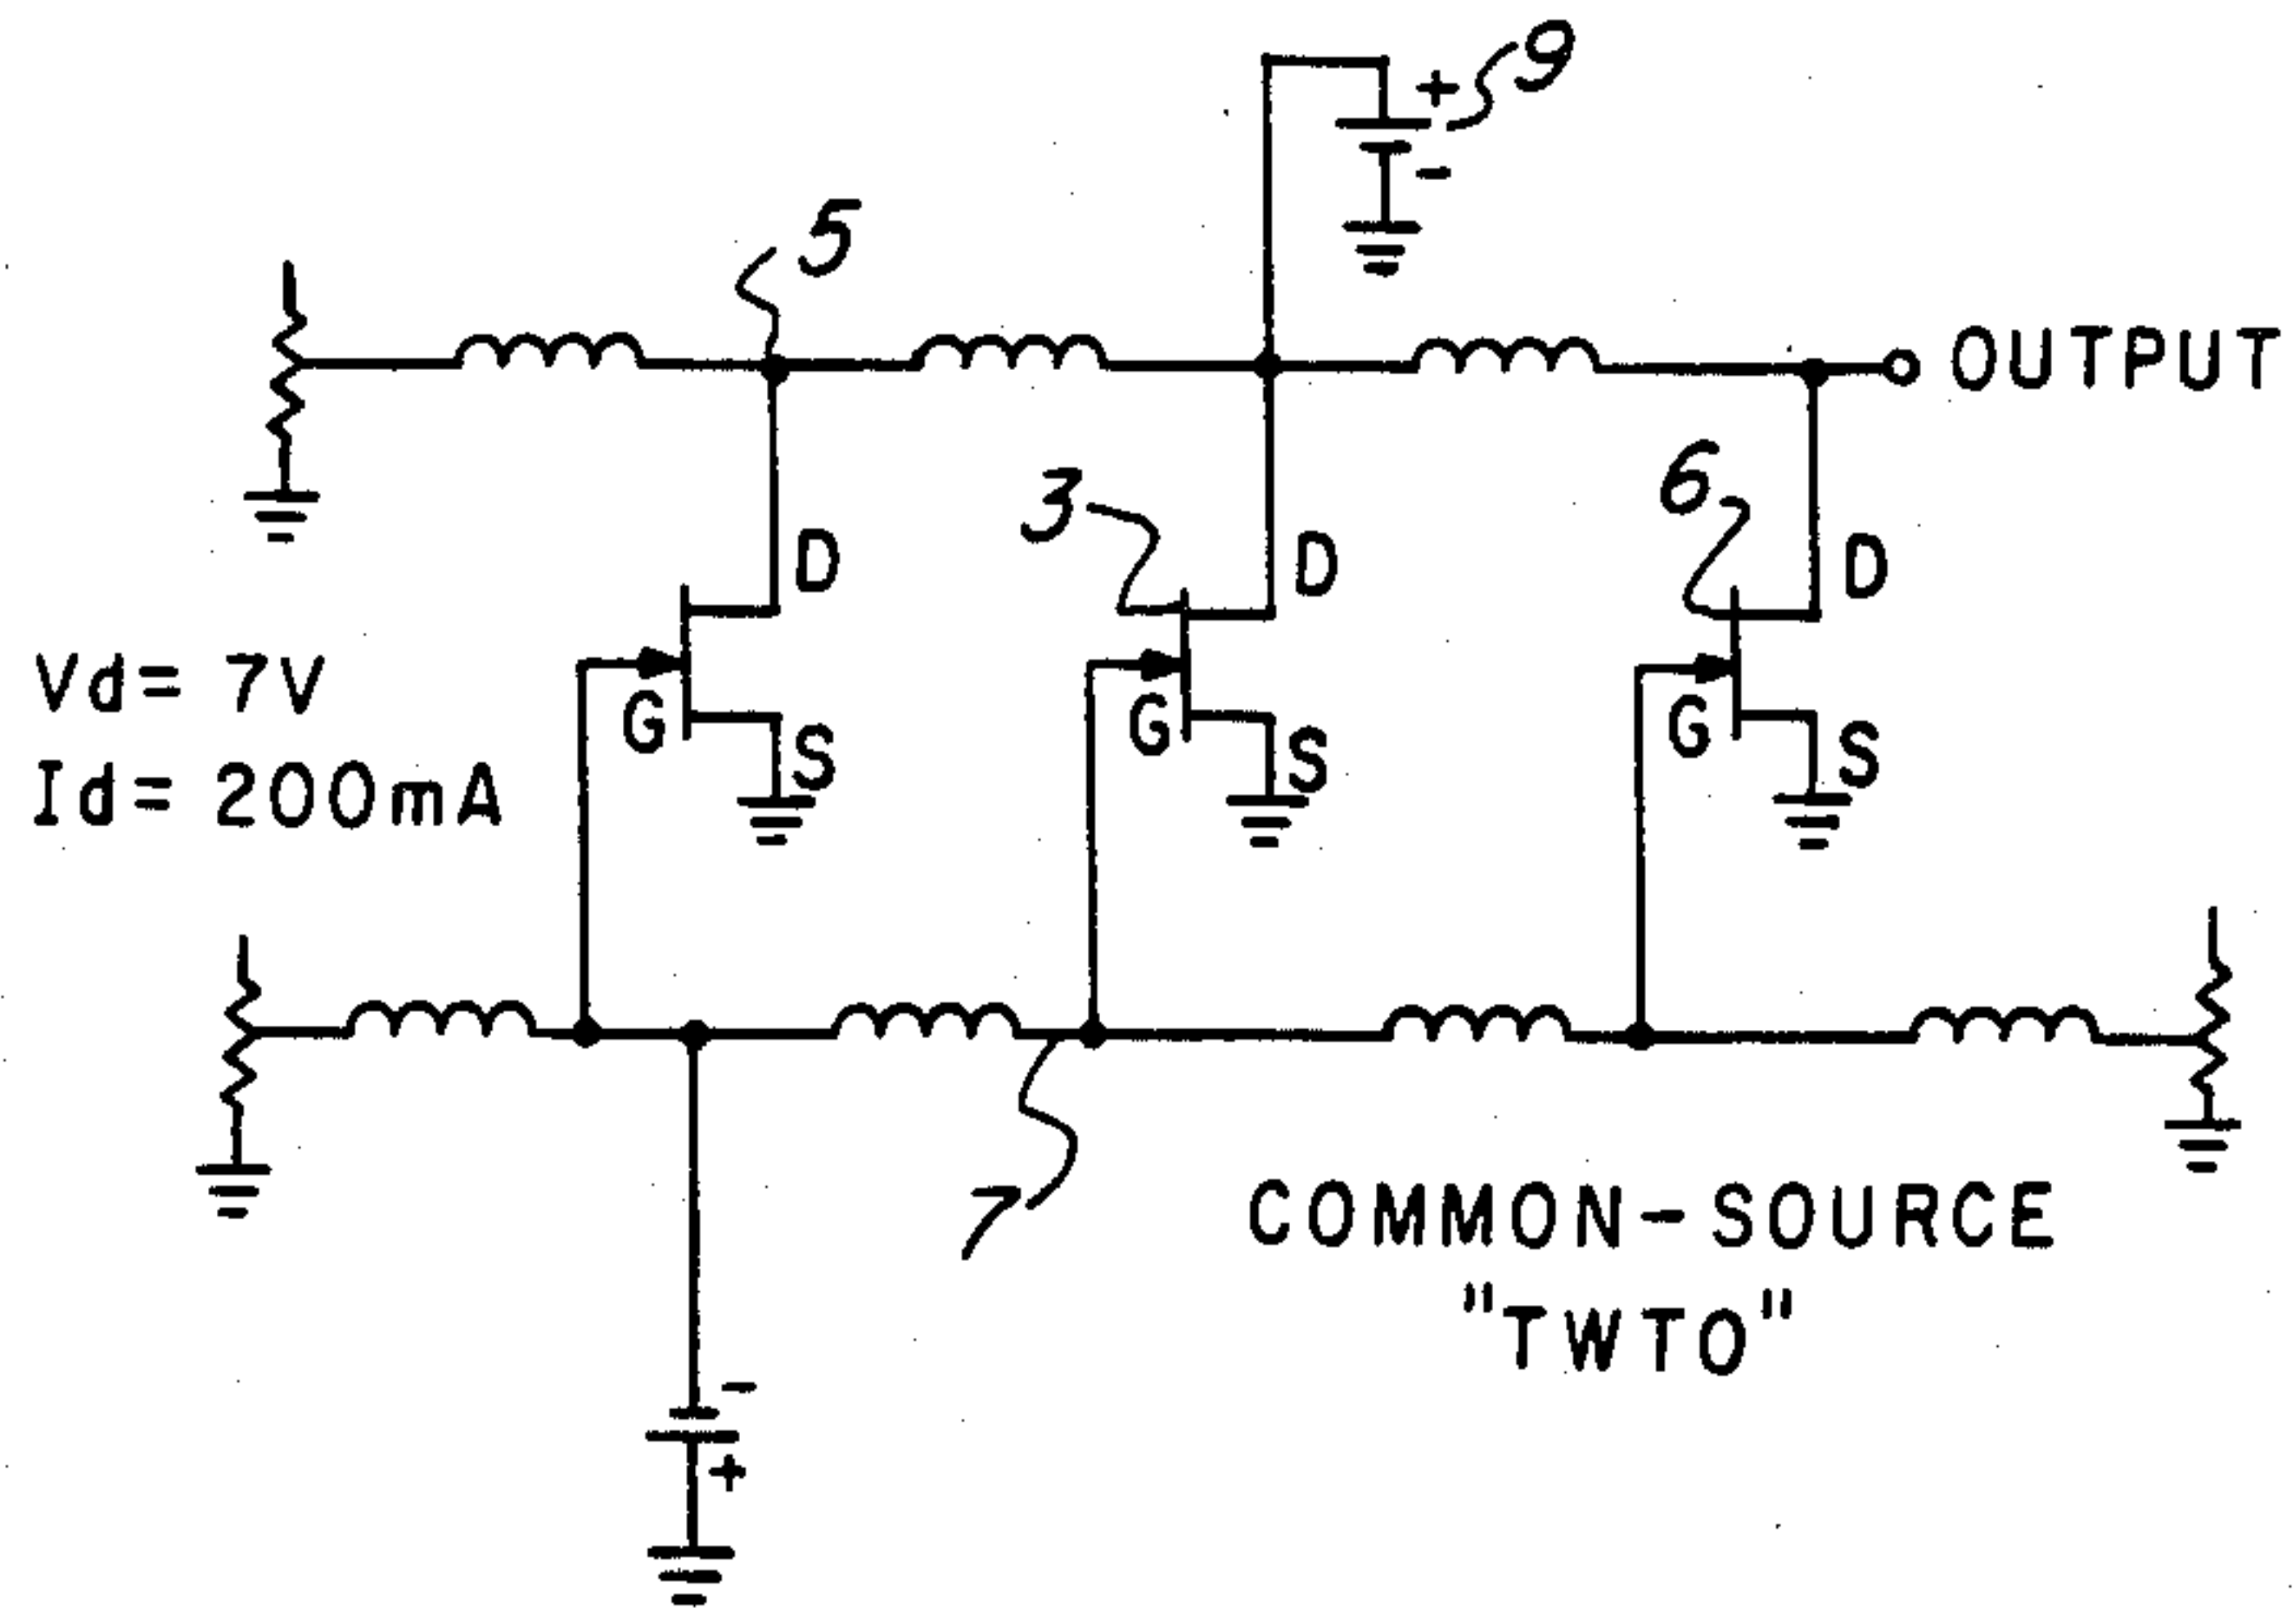 9
+
-
5
OUTPUT
3
6
D
D
D
Vd= 7V
G
S
G
S
G
S
Id= 200mA
7
COMMON-SOURCE
"TWTO"
-
+